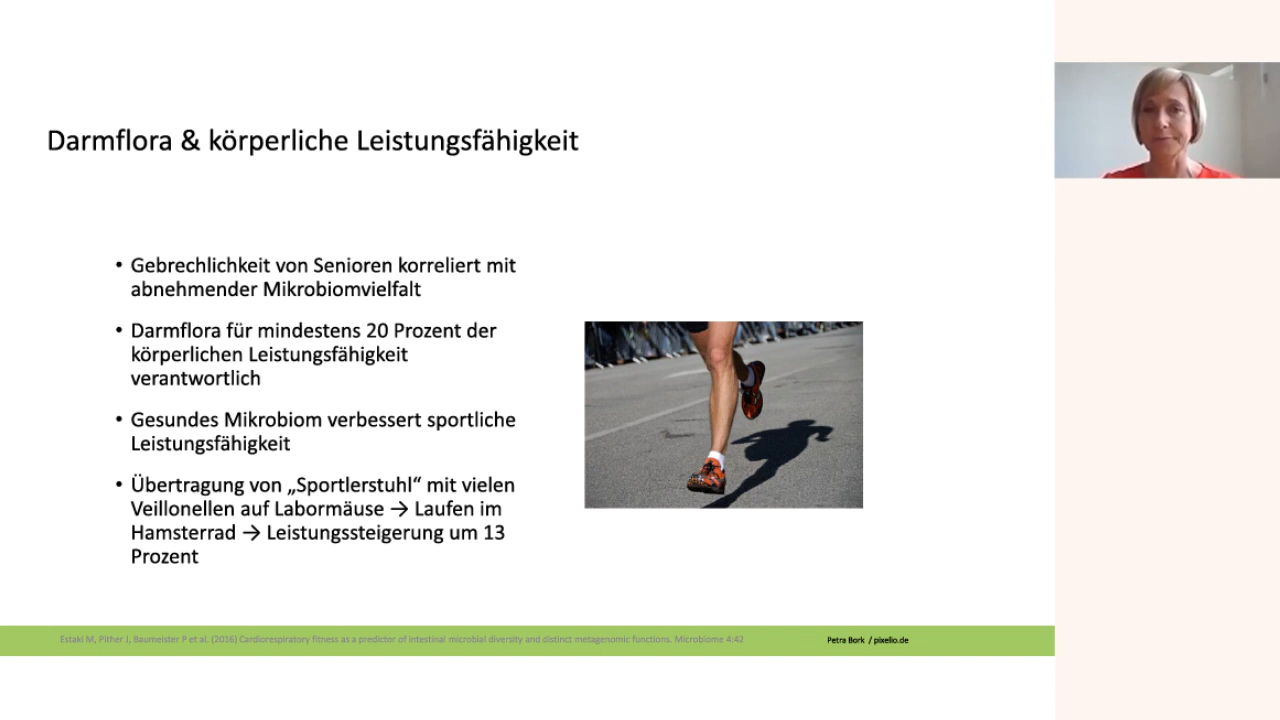 Darmflora & körperliche Leistungsfähigkeit
• Gebrechlichkeit von Senioren korreliert mit
abnehmender Mikrobiomvielfalt
• Darmflora für mindestens 20 Prozent der
körperlichen Leistungsfähigkeit
verantwortlich
• Gesundes Mikrobiom verbessert sportliche
Leistungsfähigkeit
• Übertragung von „Sportlerstuhl“ mit vielen
Veillonellen auf Labormäuse → Laufen im
Hamsterrad → Leistungssteigerung um 13
Prozent
Estaki M, Pither J, Baumeister P et al. (2016) Cardiorespiratory fitness as a predictor of intestinal microbial diversity and distinct metagenomic functions. Microbiome 4:42
Petra Bork / pixelio.de